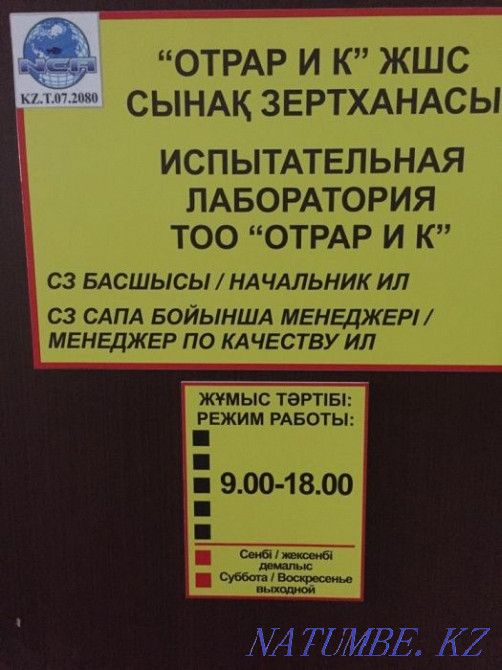 NCA
KZ.T.07.2080
“ОТРАР И К” ЖШС
СЫНАҚ ЗЕРТХАНАСЫ
ИСПЫТАТЕЛЬНАЯ
ЛАБОРАТОРИЯ
ТОО “ОТРАР И К”
СЗ БАСШЫСЫ / НАЧАЛЬНИК ИЛ
СЗ САПА БОЙЫНША МЕНЕДЖЕРІ /
МЕНЕДЖЕР ПО КАЧЕСТВУ ИЛ
ЖҰМЫС ТӘРТІБІ:
РЕЖИМ РАБОТЫ:
9.00-18.00
Сенбі / жексенбі
демалыс
Суббота / Воскресенье
выходной
NATUMBE. KZ